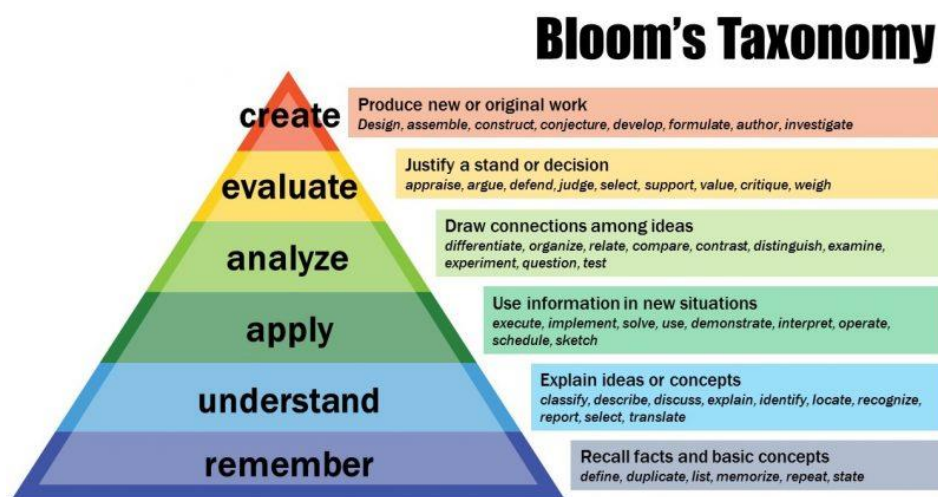 Bloom's Taxonomy
create
Produce new or original work
Design, assemble, construct, conjecture, develop, formulate, author, investigate
evaluate
Justify a stand or decision
appraise, argue, defend, judge, select, support, value, critique, weigh
analyze
Draw connections among ideas
differentiate, organize, relate, compare, contrast, distinguish, examine,
experiment, question, test
apply
Use information in new situations
execute, implement, solve, use, demonstrate, interpret, operate,
schedule, sketch
understand
Explain ideas or concepts
classify, describe, discuss, explain, identify, locate, recognize,
report, select, translate
remember
Recall facts and basic concepts
define, duplicate, list, memorize, repeat, state